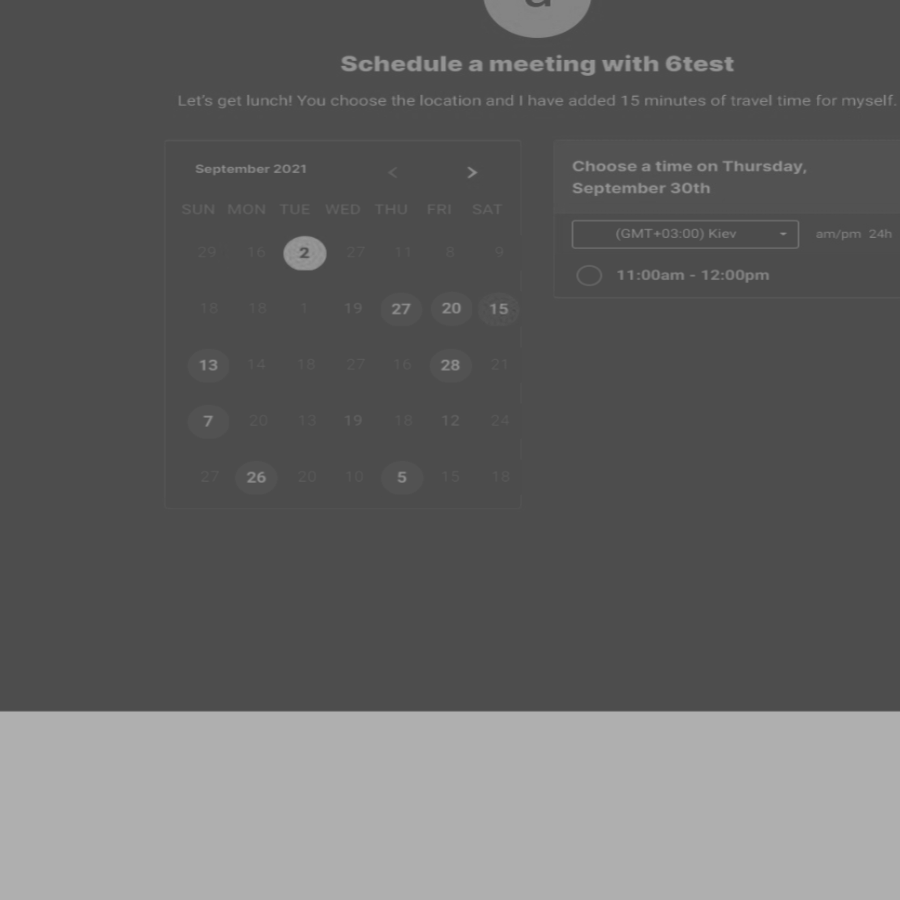 Schedule a meeting with 6test
Let's get lunch! You choose the location and I have added 15 minutes of travel time for myself.
September 2021 < >
SUN MON TUE WED THU FRI SAT
29 16 2 27 11 8 9
18 18 1 19 27 20 15
13 14 18 27 16 28 21
7 20 13 19 18 12 24
27 26 20 10 5 15 18
Choose a time on Thursday,
September 30th
(GMT+03:00) Kiev am/pm 24h
11:00am - 12:00pm